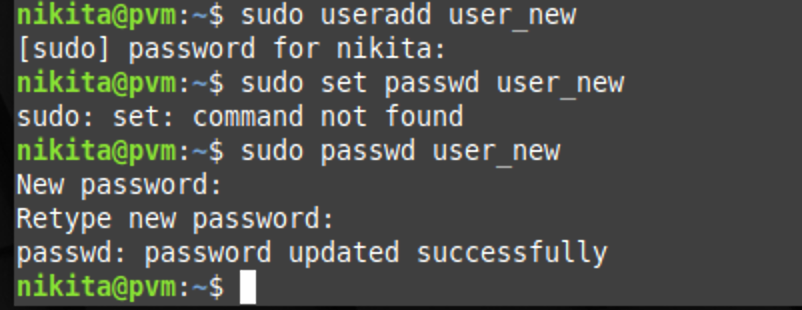 nikita@pvm:~$ sudo useradd user_new
[sudo] password for nikita:
nikita@pvm:~$ sudo set passwd user_new
sudo: set: command not found
nikita@pvm:~$ sudo passwd user_new
New password:
Retype new password:
passwd: password updated successfully
nikita@pvm:~$